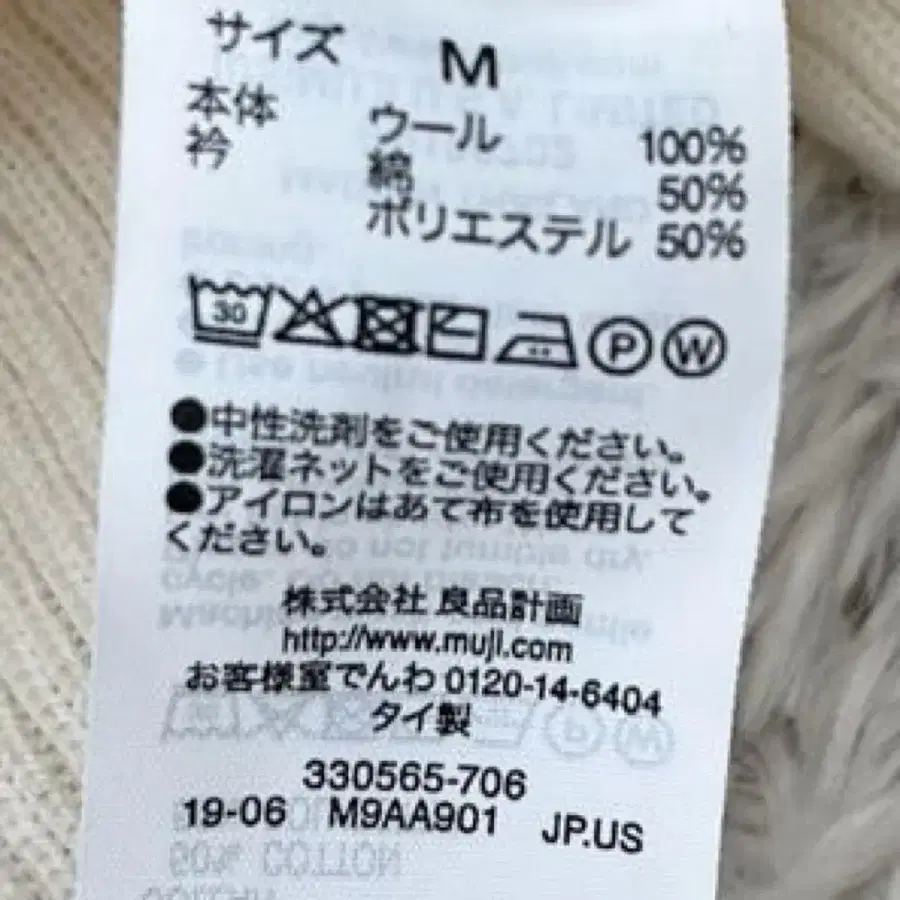 サイズ M
本体 ウール 100%
衿 綿 50%
ポリエステル 50%
30 P W
●中性洗剤をご使用ください。
●洗濯ネットをご使用ください。
●アイロンはあて布を使用して
ください。
株式会社 良品計画
http://www.muji.com
お客様室でんわ 0120-14-6404
タイ製
330565-706
19-06 M9AA901 JP.US